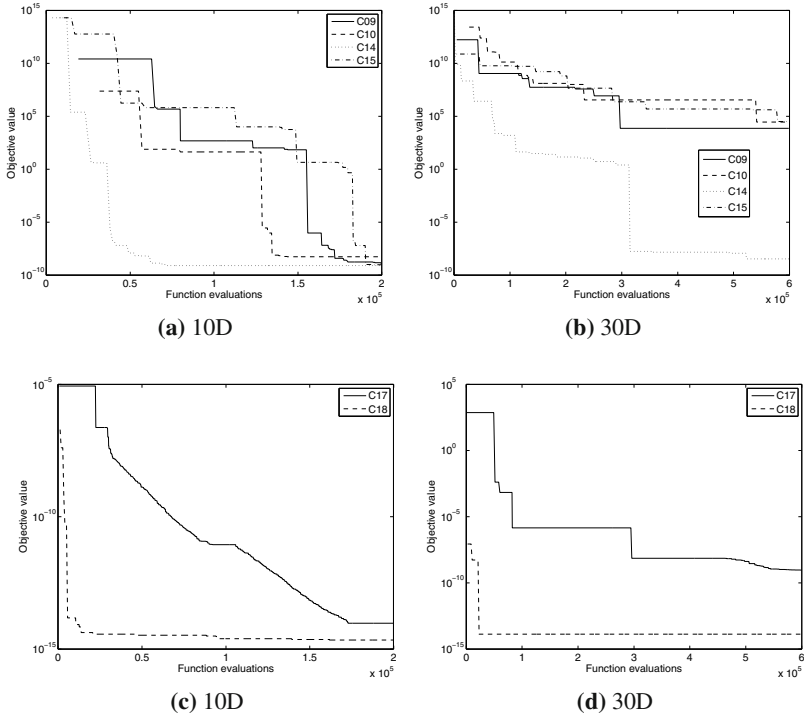 10^15
10^10
10^5
10^0
10^-5
10^-10
Objective value
0 0.5 1 1.5 2
Function evaluations
x 10^5
C09
C10
C14
C15
(a) 10D
10^15
10^10
10^5
10^0
10^-5
10^-10
Objective value
0 1 2 3 4 5 6
Function evaluations
x 10^5
C09
C10
C14
C15
(b) 30D
10^-5
10^-10
10^-15
Objective value
0 0.5 1 1.5 2
Function evaluations
x 10^5
C17
C18
(c) 10D
10^5
10^0
10^-5
10^-10
10^-15
Objective value
0 1 2 3 4 5 6
Function evaluations
x 10^5
C17
C18
(d) 30D